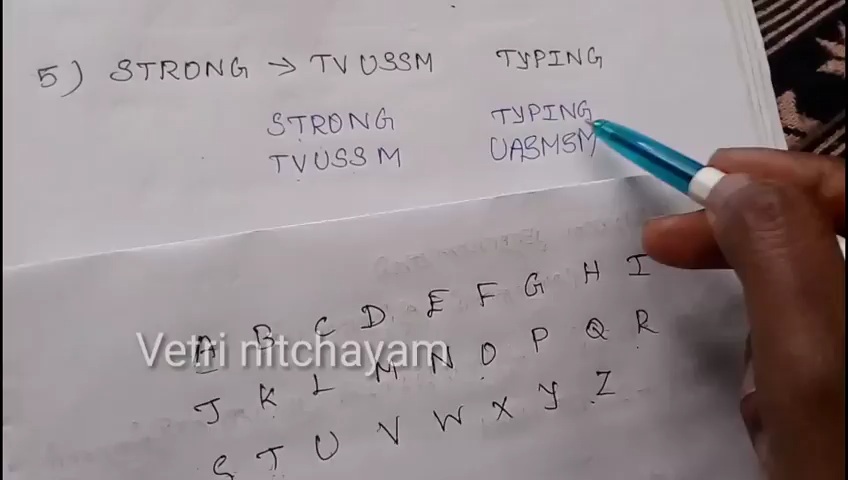 5) STRONG → TVUSSM TYPING
STRONG TYPING
TVUSSM UASMSM
A B C D E F G H I
Vetri nitchayam
J K L M N O P Q R
S T U V W X Y Z